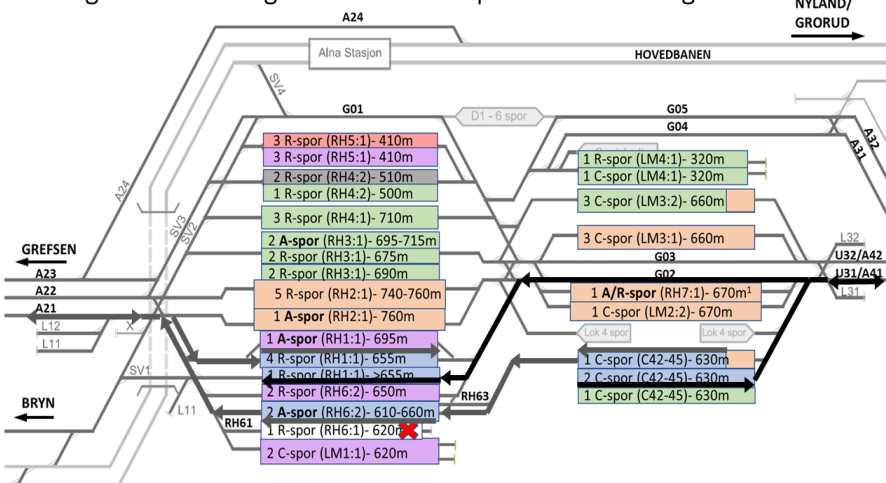 NYLAND/
GRORUD
A24
Alna Stasjon
HOVEDBANEN
SV4
G01
D1 - 6 spor
G05
G04
A32
A31
A24
SV3
SV2
3 R-spor (RH5:1)- 410m
3 R-spor (RH5:1)- 410m
2 R-spor (RH4:2)- 510m
1 R-spor (RH4:2)- 500m
3 R-spor (RH4:1)- 710m
2 A-spor (RH3:1)- 695-715m
2 R-spor (RH3:1)- 675m
2 R-spor (RH3:1)- 690m
5 R-spor (RH2:1)- 740-760m
1 A-spor (RH2:1)- 760m
1 A-spor (RH1:1)- 695m
4 R-spor (RH1:1)- 655m
1 R-spor (RH1:1)- >655m
2 R-spor (RH6:2)- 650m
2 A-spor (RH6:2)- 610-660m
1 R-spor (RH6:1)- 620m
2 C-spor (LM1:1)- 620m
1 R-spor (LM4:1)- 320m
1 C-spor (LM4:1)- 320m
3 C-spor (LM3:2)- 660m
3 C-spor (LM3:1)- 660m
G03
G02
1 A/R-spor (RH7:1)- 670m¹
1 C-spor (LM2:2)- 670m
Lok 4 spor
Lok 4 spor
1 C-spor (C42-45)- 630m
2 C-spor (C42-45)- 630m
1 C-spor (C42-45)- 630m
L32
U32/A42
U31/A41
L31
GREFSEN
A23
A22
A21
L12
X
L11
SV1
L11
BRYN
RH61
RH63